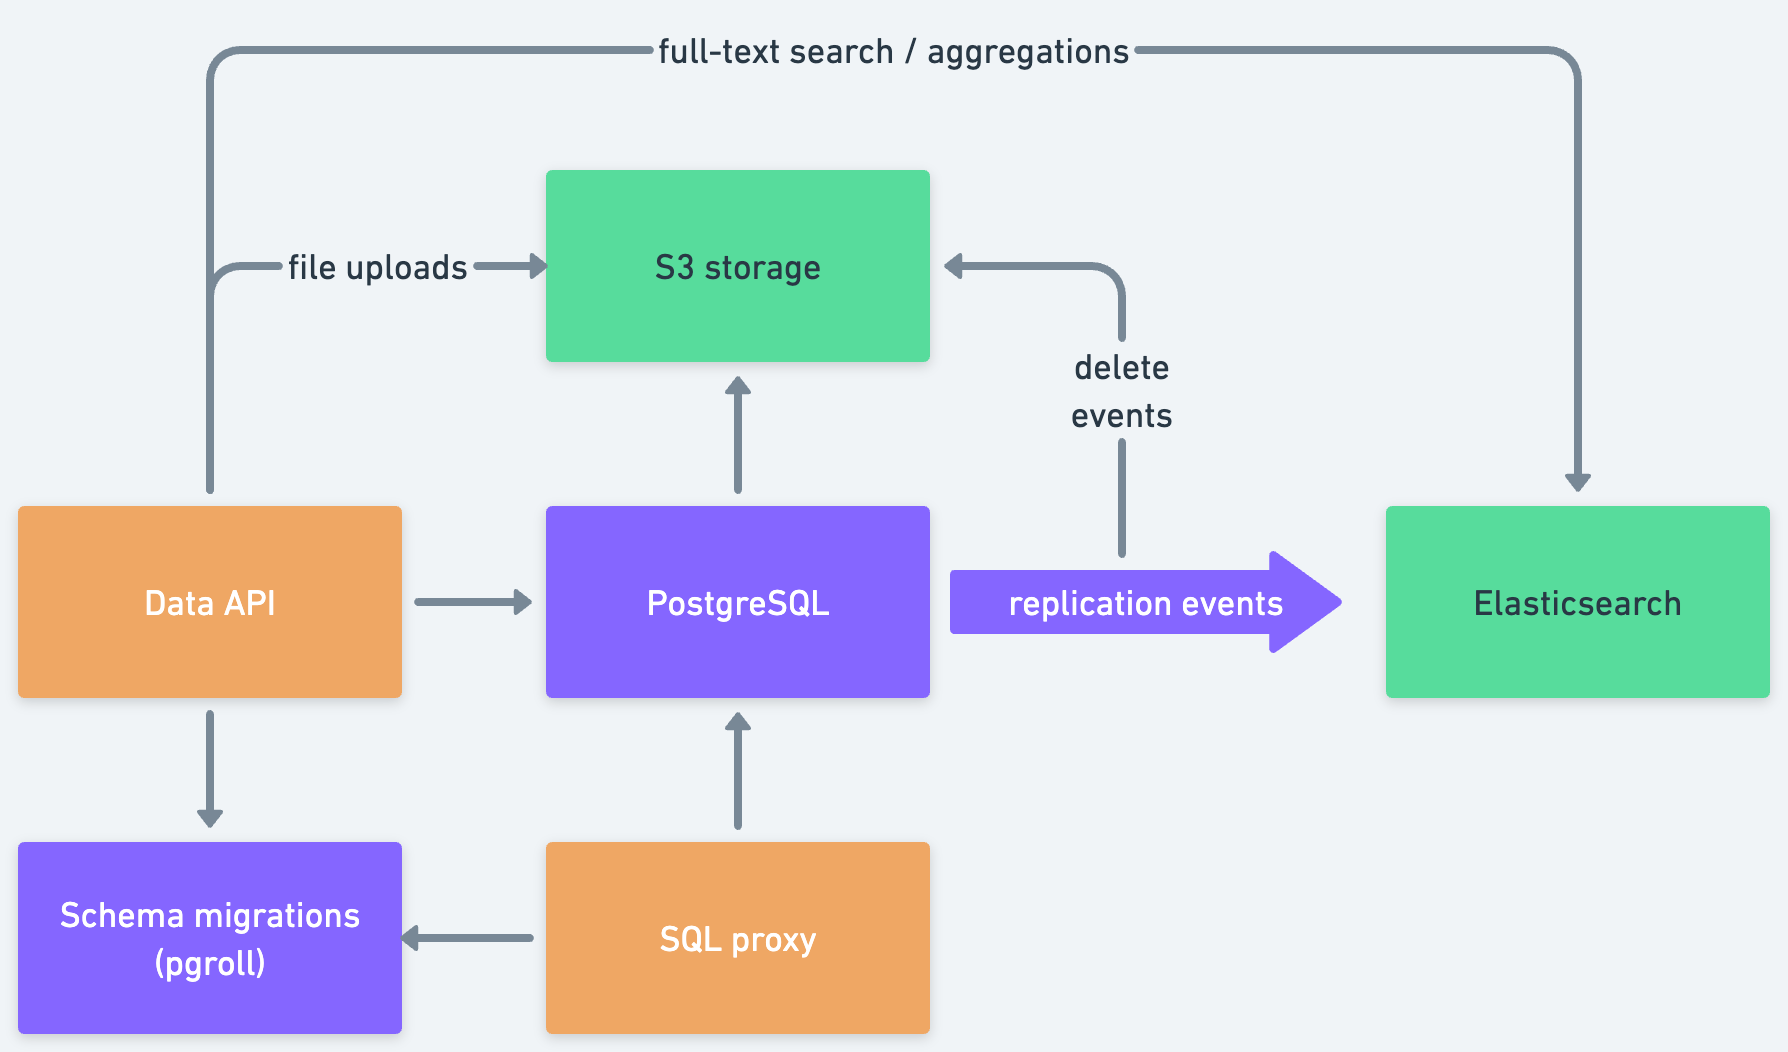 full-text search / aggregations
file uploads
S3 storage
delete
events
Data API
PostgreSQL
replication events
Elasticsearch
Schema migrations
(pgroll)
SQL proxy